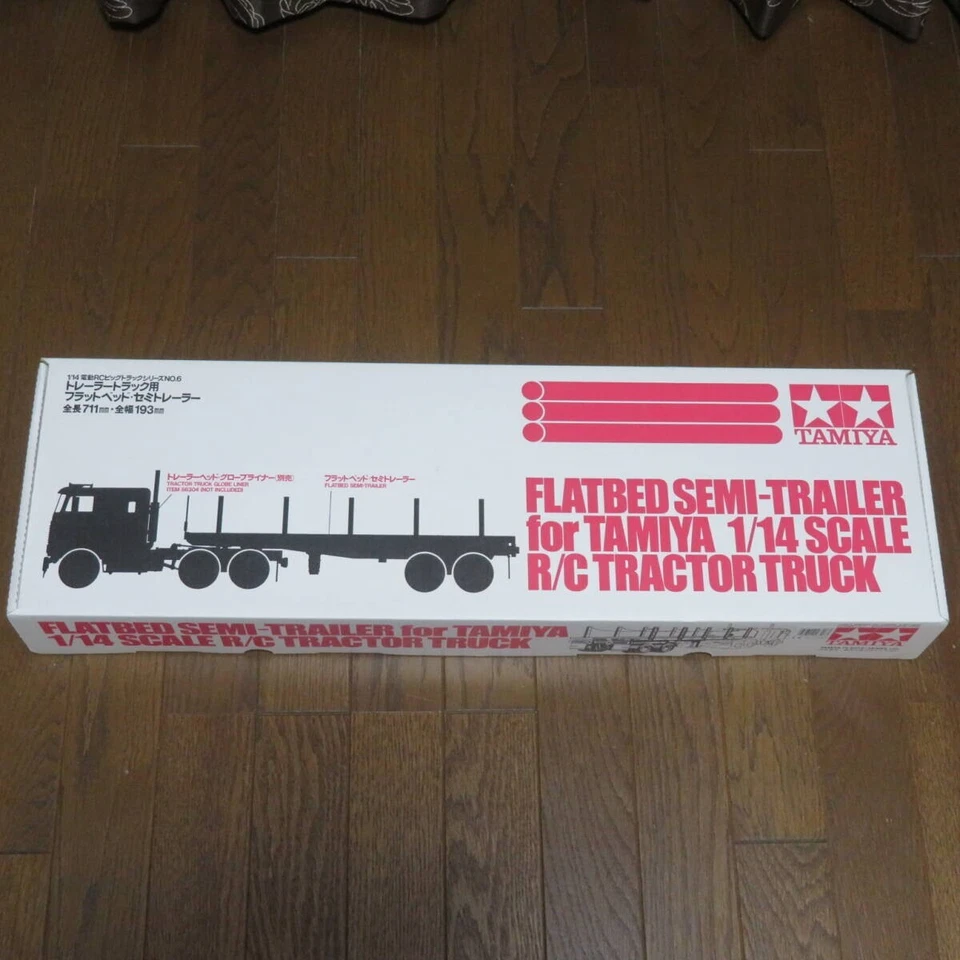 1/14 電動RCビッグトラックシリーズNO.6
トレーラートラック用
フラットベッド・セミトレーラー
全長711mm・全幅193mm
TAMIYA
トレーラーヘッド・グローブライナー(別売)
TRACTOR TRUCK GLOBE LINER
ITEM 56304 (NOT INCLUDED)
フラットベッド・セミトレーラー
FLATBED SEMI-TRAILER
FLATBED SEMI-TRAILER
for TAMIYA 1/14 SCALE
R/C TRACTOR TRUCK
FLATBED SEMI-TRAILER for TAMIYA
1/14 SCALE R/C TRACTOR TRUCK
TAMIYA